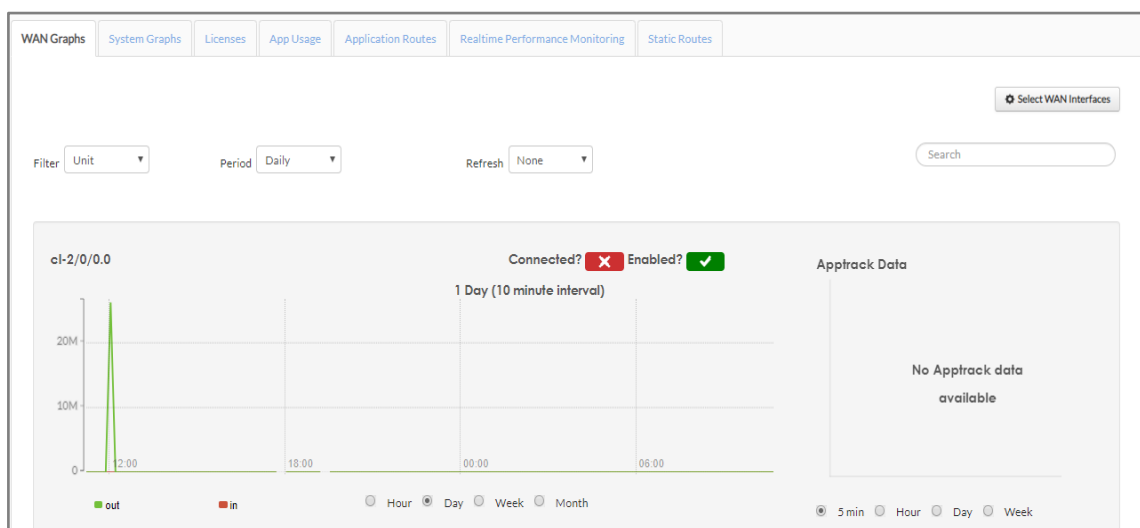 WAN Graphs System Graphs Licenses App Usage Application Routes Realtime Performance Monitoring Static Routes
Select WAN Interfaces
Filter Unit Period Daily Refresh None Search
cl-2/0/0.0 Connected? Enabled? Apptrack Data
1 Day (10 minute interval)
20M
10M
0
12:00 18:00 00:00 06:00
No Apptrack data
available
out in Hour Day Week Month
5 min Hour Day Week